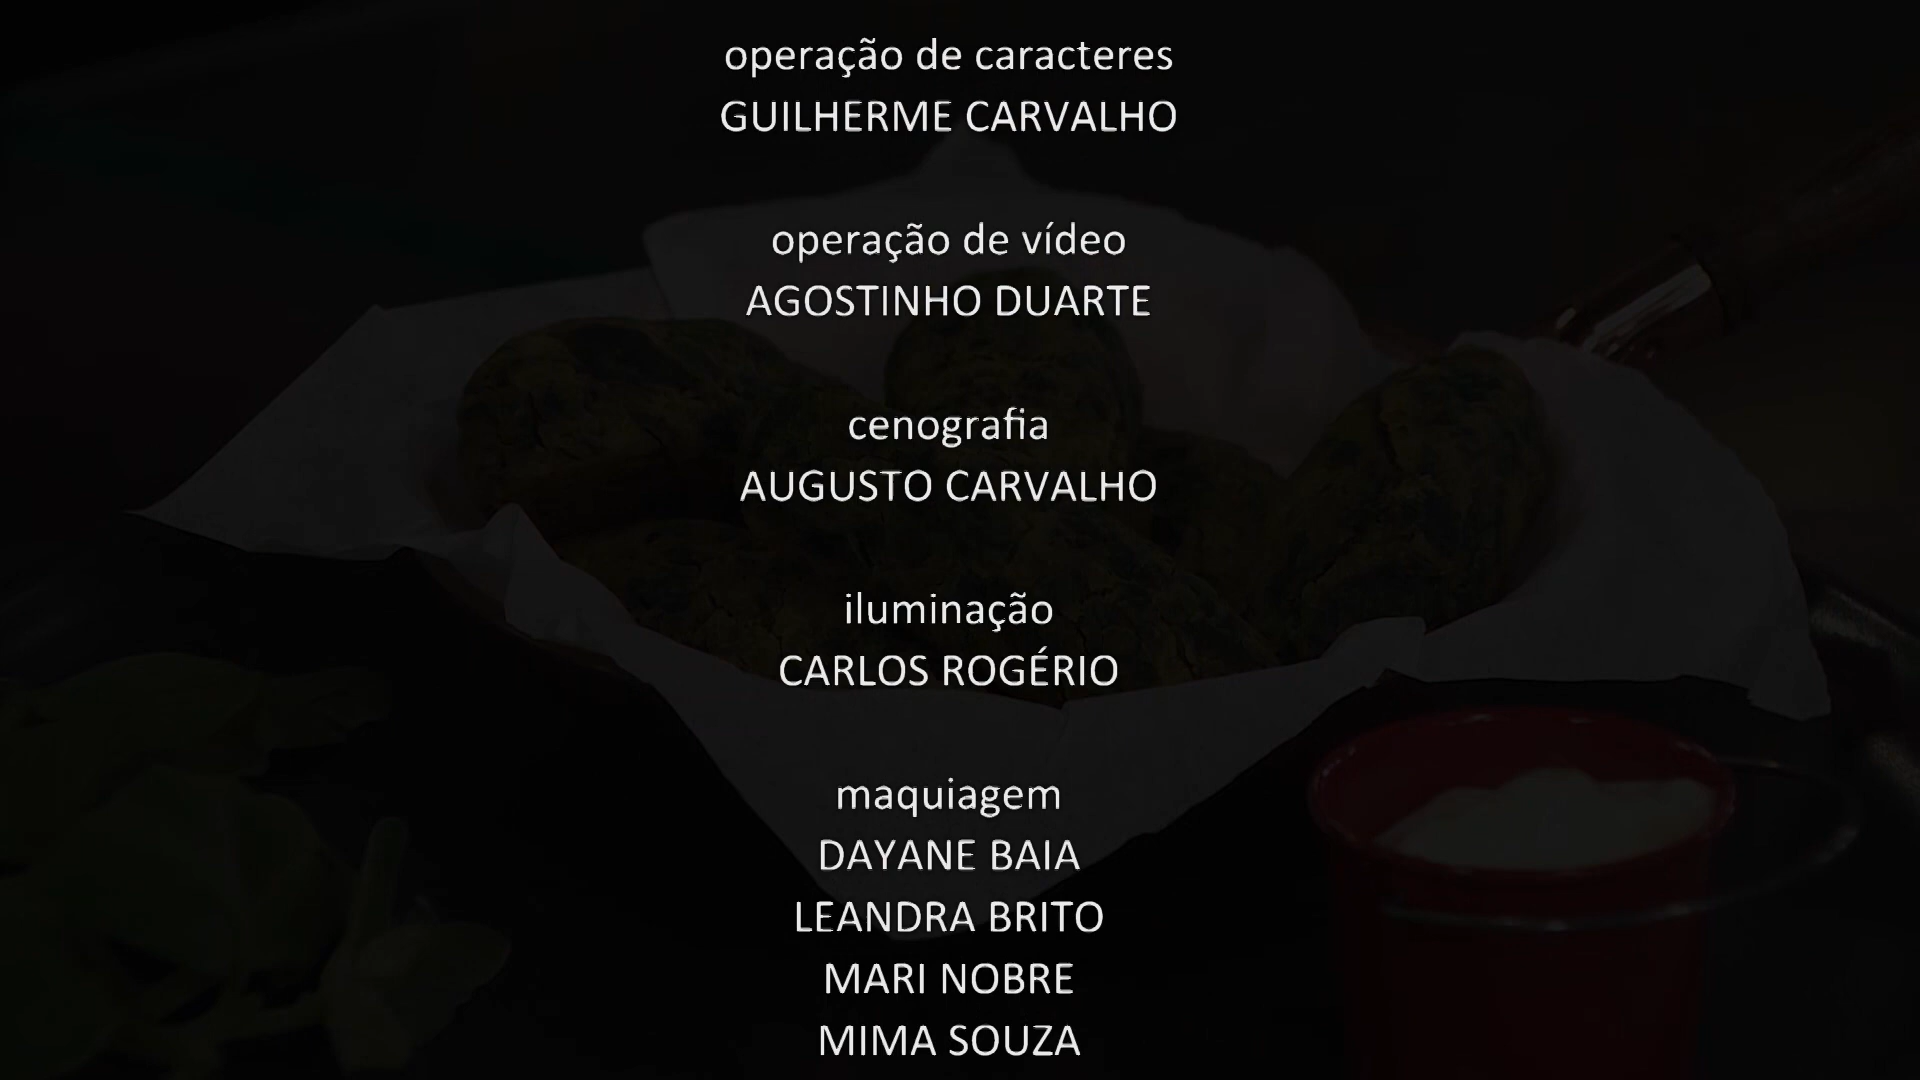 operação de caracteres
GUILHERME CARVALHO
operação de vídeo
AGOSTINHO DUARTE
cenografia
AUGUSTO CARVALHO
iluminação
CARLOS ROGÉRIO
maquiagem
DAYANE BAIA
LEANDRA BRITO
MARI NOBRE
MIMA SOUZA